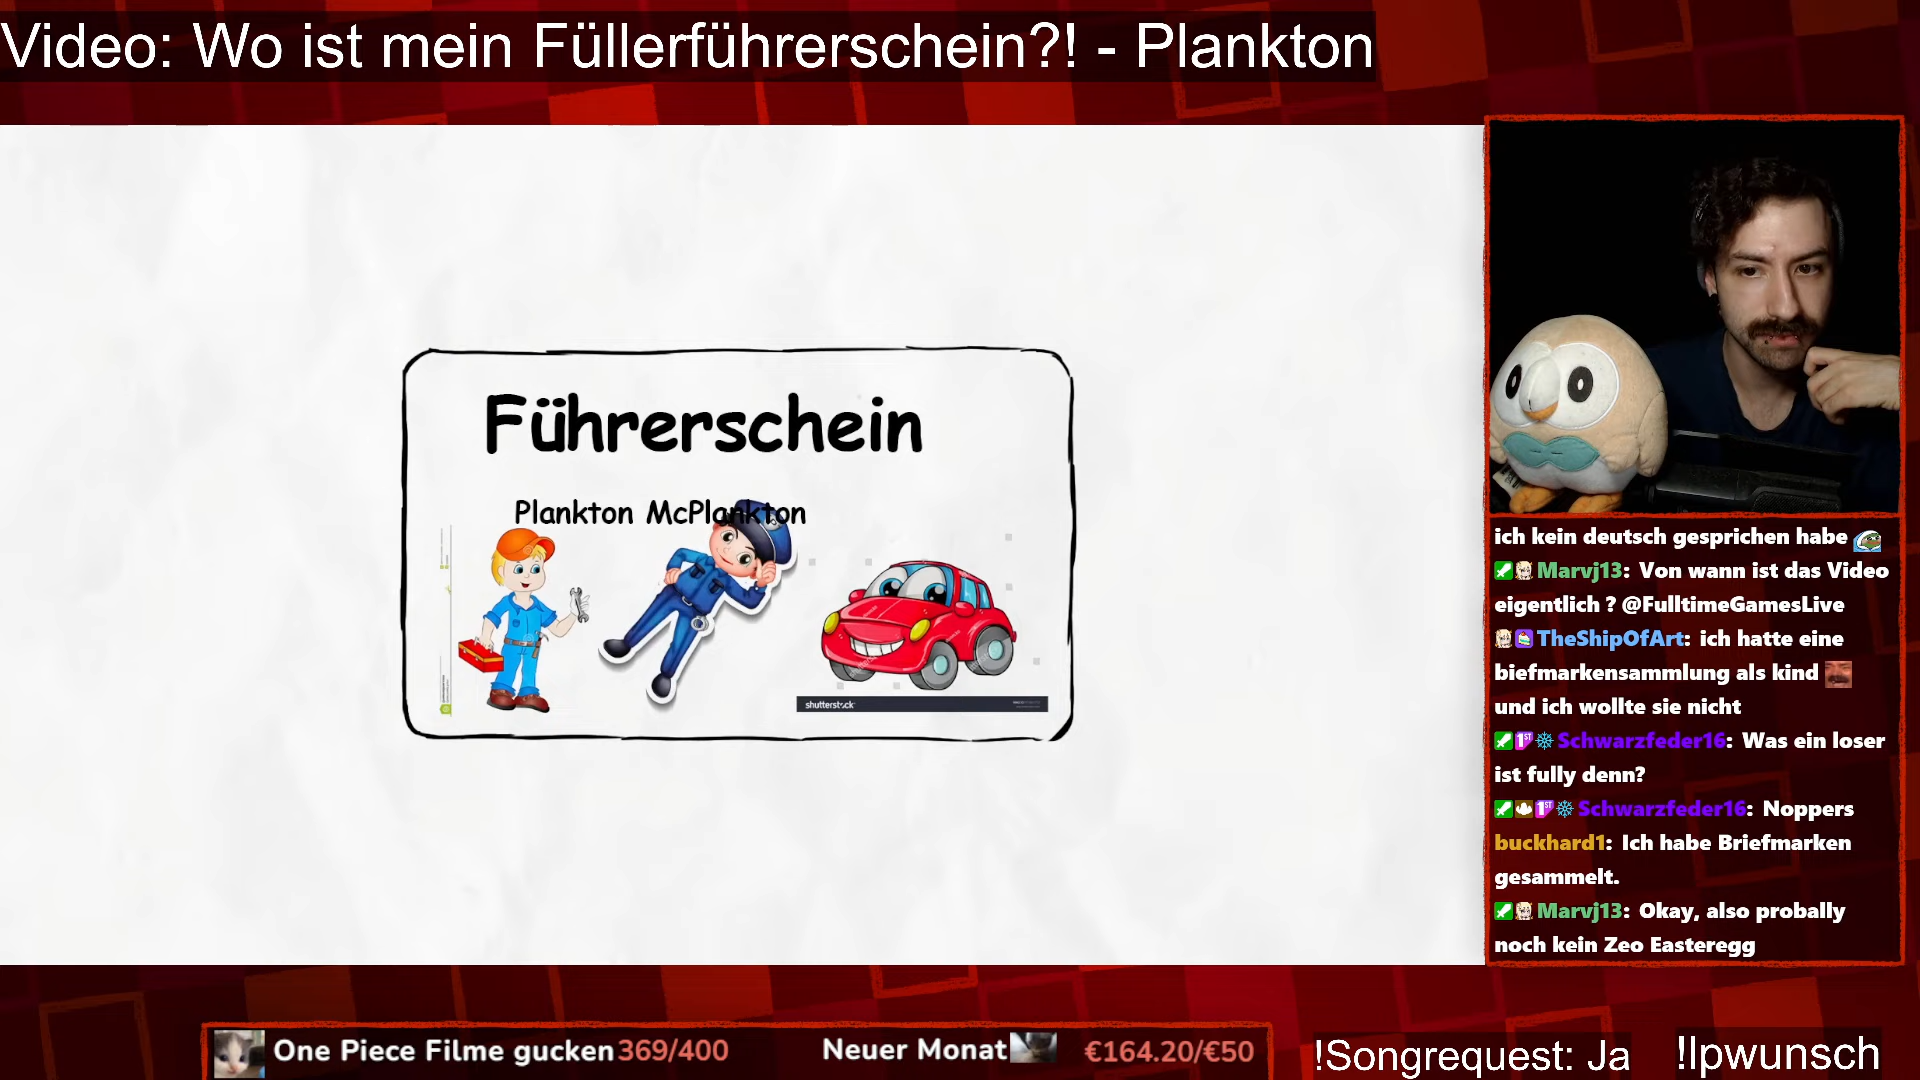 Video: Wo ist mein Füllerführerschein?! - Plankton
Führerschein
Plankton McPlankton
shutterstock
ich kein deutsch gesprichen habe
Marvj13: Von wann ist das Video
eigentlich ? @FulltimeGamesLive
TheShipOfArt: ich hatte eine
biefmarkensammlung als kind
und ich wollte sie nicht
1ST Schwarzfeder16: Was ein loser
ist fully denn?
1ST Schwarzfeder16: Noppers
buckhard1: Ich habe Briefmarken
gesammelt.
Marvj13: Okay, also probally
noch kein Zeo Easteregg
One Piece Filme gucken 369/400
Neuer Monat €164.20/€50
!Songrequest: Ja
!lpwunsch